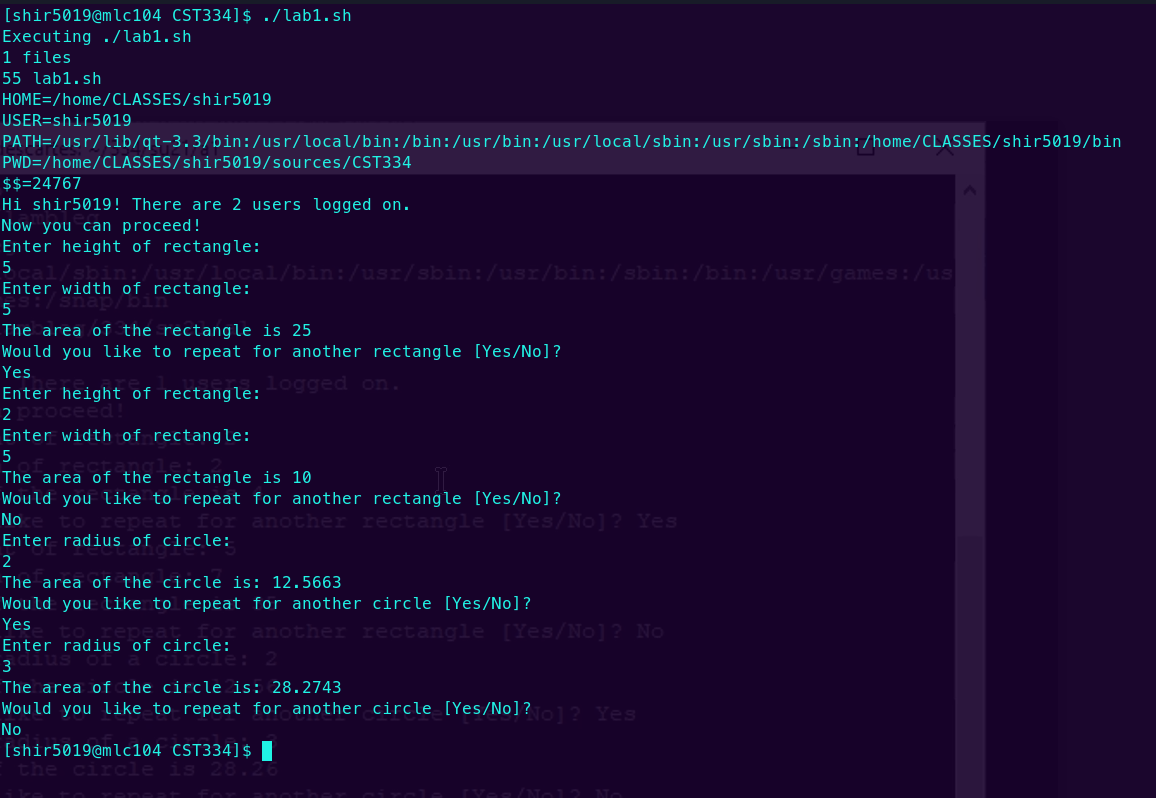 [shir5019@mlc104 CST334]$ ./lab1.sh
Executing ./lab1.sh
1 files
55 lab1.sh
HOME=/home/CLASSES/shir5019
USER=shir5019
PATH=/usr/lib/qt-3.3/bin:/usr/local/bin:/bin:/usr/bin:/usr/local/sbin:/usr/sbin:/sbin:/home/CLASSES/shir5019/bin
PWD=/home/CLASSES/shir5019/sources/CST334
$$=24767
Hi shir5019! There are 2 users logged on.
Now you can proceed!
Enter height of rectangle:
5
Enter width of rectangle:
5
The area of the rectangle is 25
Would you like to repeat for another rectangle [Yes/No]?
Yes
Enter height of rectangle:
2
Enter width of rectangle:
5
The area of the rectangle is 10
Would you like to repeat for another rectangle [Yes/No]?
No
Enter radius of circle:
2
The area of the circle is: 12.5663
Would you like to repeat for another circle [Yes/No]?
Yes
Enter radius of circle:
3
The area of the circle is: 28.2743
Would you like to repeat for another circle [Yes/No]?
No
[shir5019@mlc104 CST334]$